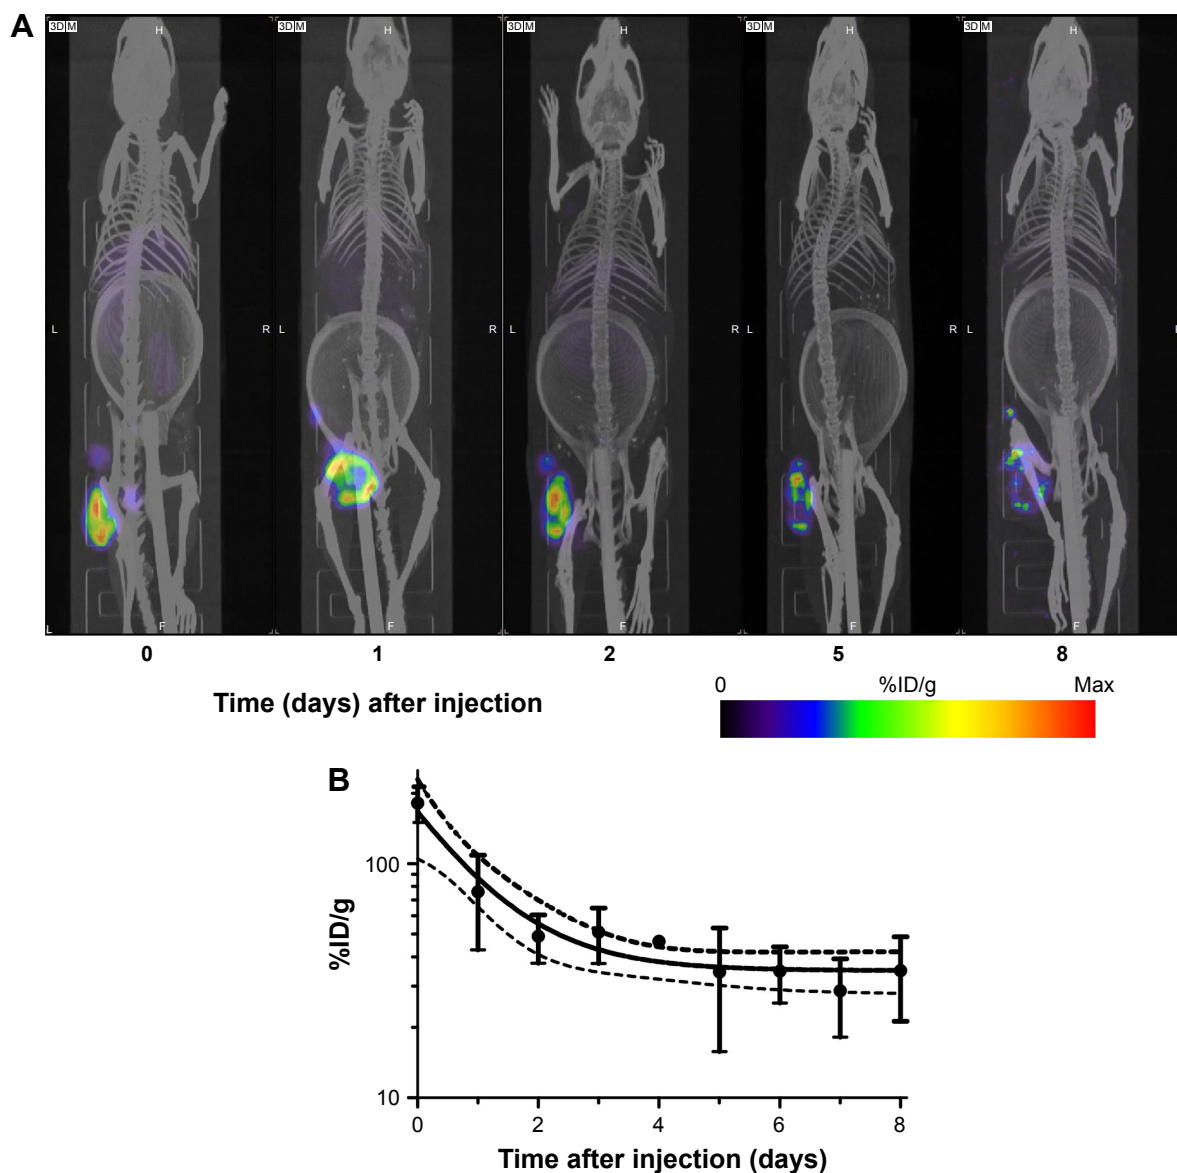 A
3D M H 3D M H 3D M H 3D M H 3D M H
L R L R L R L R L R
L F L F L F L F L F
0 1 2 5 8
Time (days) after injection
0 %ID/g Max
B
%ID/g
100
10
0 2 4 6 8
Time after injection (days)